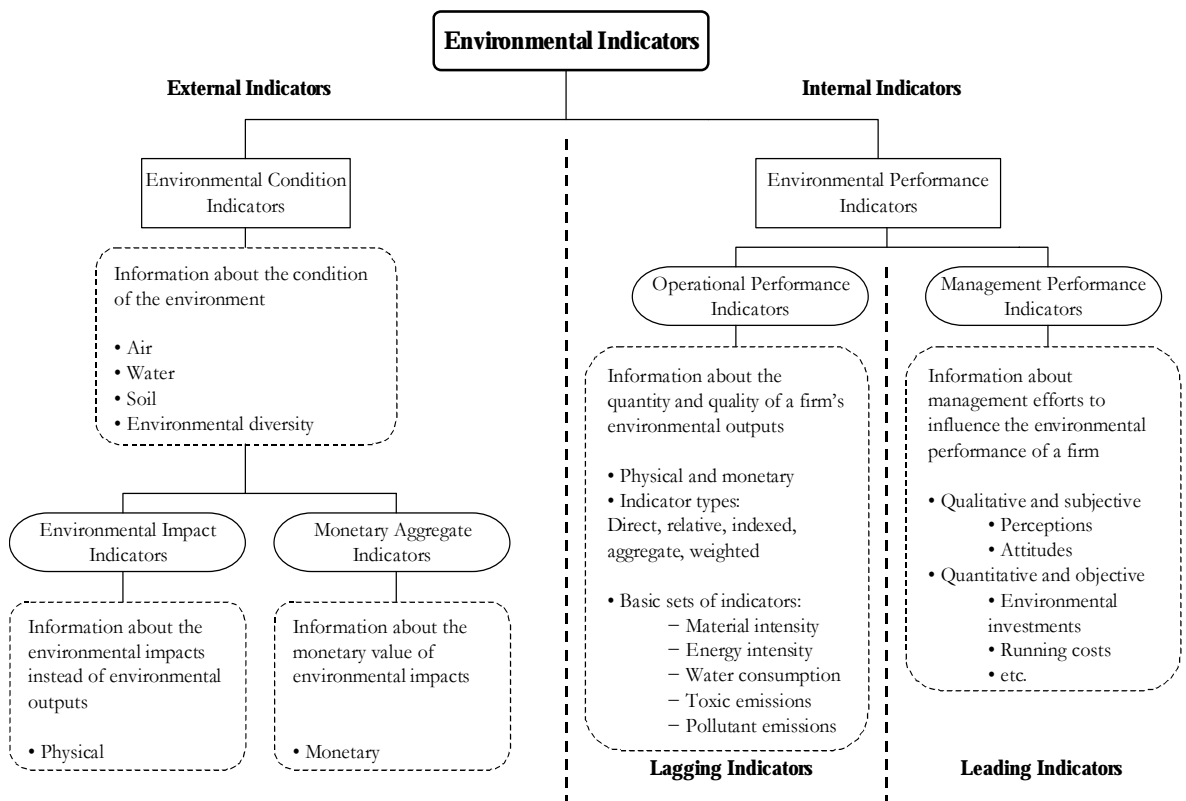 Environmental Indicators
External Indicators
Internal Indicators
Environmental Condition
Indicators
Information about the condition
of the environment
• Air
• Water
• Soil
• Environmental diversity
Environmental Impact
Indicators
Information about the
environmental impacts
instead of environmental
outputs
• Physical
Monetary Aggregate
Indicators
Information about the
monetary value of
environmental impacts
• Monetary
Environmental Performance
Indicators
Operational Performance
Indicators
Information about the
quantity and quality of a firm's
environmental outputs
• Physical and monetary
• Indicator types:
Direct, relative, indexed,
aggregate, weighted
• Basic sets of indicators:
− Material intensity
− Energy intensity
− Water consumption
− Toxic emissions
− Pollutant emissions
Lagging Indicators
Management Performance
Indicators
Information about
management efforts to
influence the environmental
performance of a firm
• Qualitative and subjective
• Perceptions
• Attitudes
• Quantitative and objective
• Environmental
investments
• Running costs
• etc.
Leading Indicators